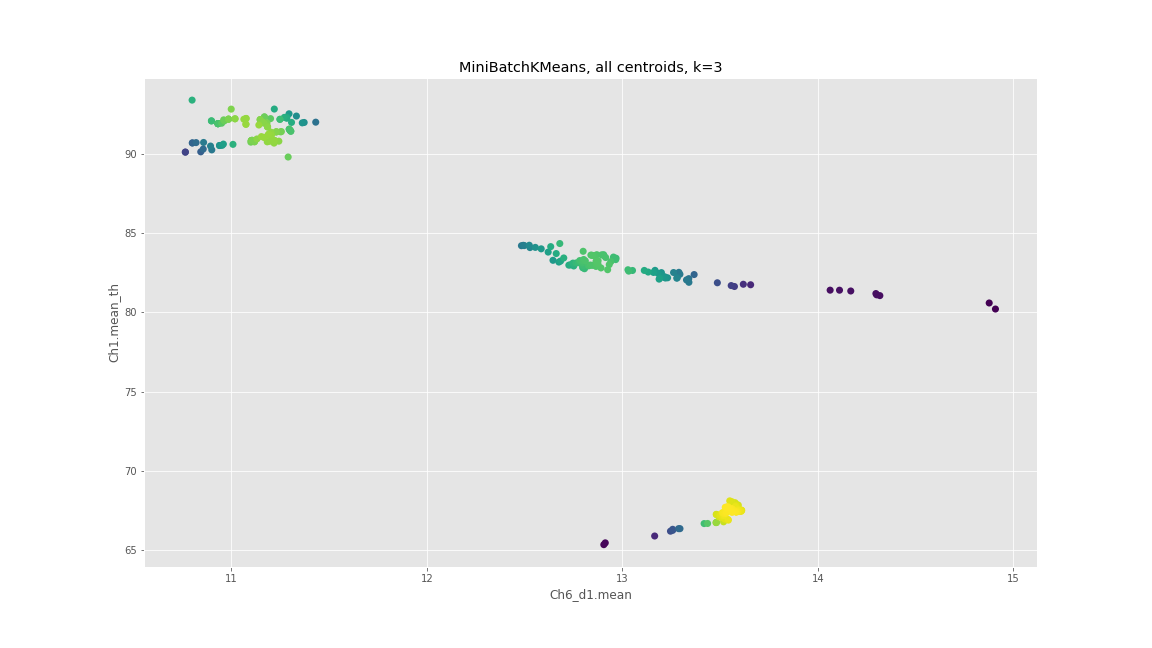 MiniBatchKMeans, all centroids, k=3
Ch1.mean_th
90
85
80
75
70
65
11 12 13 14 15
Ch6_d1.mean